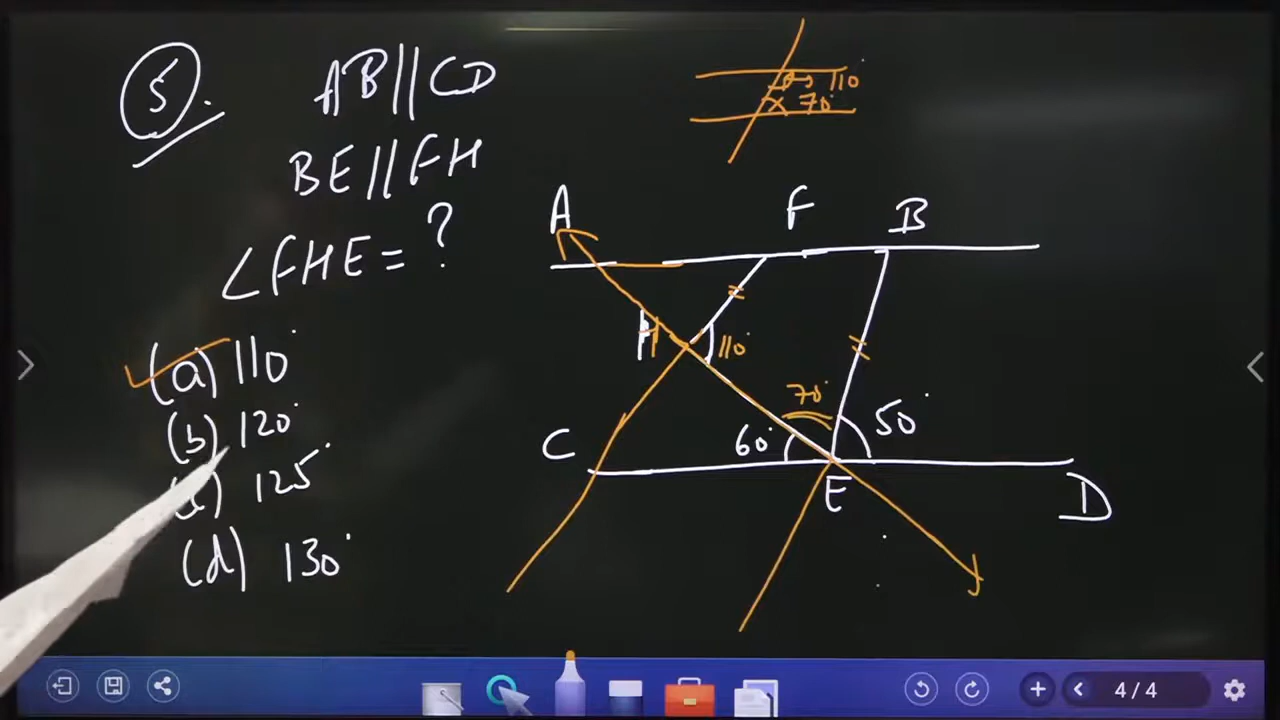 5.
AB||CD
BE||FH
∠FHE = ?
(a) 110°
(b) 120°
125°
(d) 130°
110°
70°
A
F
B
H
110°
70°
60°
50°
C
E
D
4/4